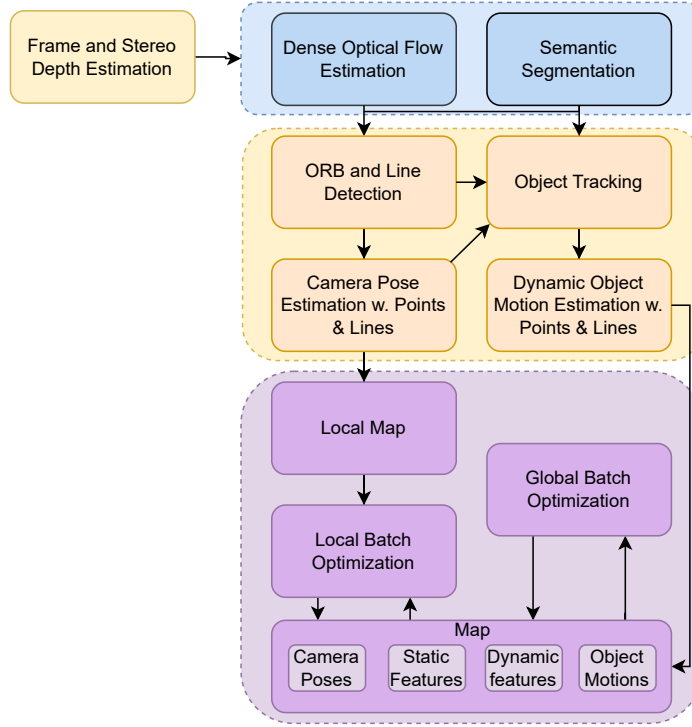 Frame and Stereo
Depth Estimation
Dense Optical Flow
Estimation
Semantic
Segmentation
ORB and Line
Detection
Object Tracking
Camera Pose
Estimation w. Points
& Lines
Dynamic Object
Motion Estimation w.
Points & Lines
Local Map
Global Batch
Optimization
Local Batch
Optimization
Map
Camera
Poses
Static
Features
Dynamic
features
Object
Motions